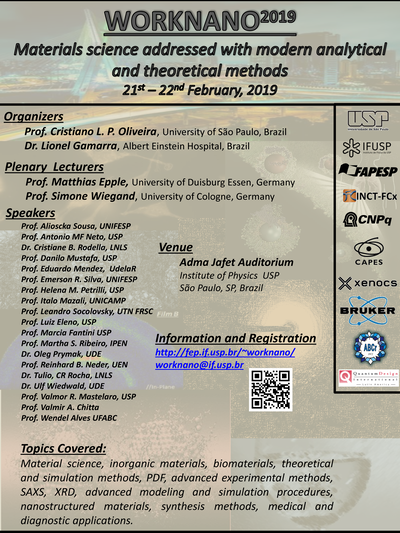 WORKNANO2019
Materials science addressed with modern analytical
and theoretical methods
21st – 22nd February, 2019
Organizers
Prof. Cristiano L. P. Oliveira, University of São Paulo, Brazil
Dr. Lionel Gamarra, Albert Einstein Hospital, Brazil
Plenary Lecturers
Prof. Matthias Epple, University of Duisburg Essen, Germany
Prof. Simone Wiegand, University of Cologne, Germany
Speakers
Prof. Alioscka Sousa, UNIFESP
Prof. Antonio MF Neto, USP
Dr. Cristiane B. Rodella, LNLS
Prof. Danilo Mustafa, USP
Prof. Eduardo Mendez, UdelaR
Prof. Emerson R. Silva, UNIFESP
Prof. Helena M. Petrilli, USP
Prof. Italo Mazali, UNICAMP
Prof. Leandro Socolovsky, UTN FRSC
Prof. Luiz Eleno, USP
Prof. Marcia Fantini USP
Prof. Martha S. Ribeiro, IPEN
Dr. Oleg Prymak, UDE
Prof. Reinhard B. Neder, UEN
Dr. Tulio, CR Rocha, LNLS
Dr. Ulf Wiedwald, UDE
Prof. Valmor R. Mastelaro, USP
Prof. Valmir A. Chitta
Prof. Wendel Alves UFABC
Venue
Adma Jafet Auditorium
Institute of Physics USP
São Paulo, SP, Brazil
Film B
Information and Registration
http://fep.if.usp.br/~worknano/
worknano@if.usp.br
Topics Covered:
Material science, inorganic materials, biomaterials, theoretical
and simulation methods, PDF, advanced experimental methods,
SAXS, XRD, advanced modeling and simulation procedures,
nanostructured materials, synthesis methods, medical and
diagnostic applications.
USP
IFUSP
FAPESP
INCT-FCx
CNPq
CAPES
xenocs
BRUKER
ABCr
Quantum Design